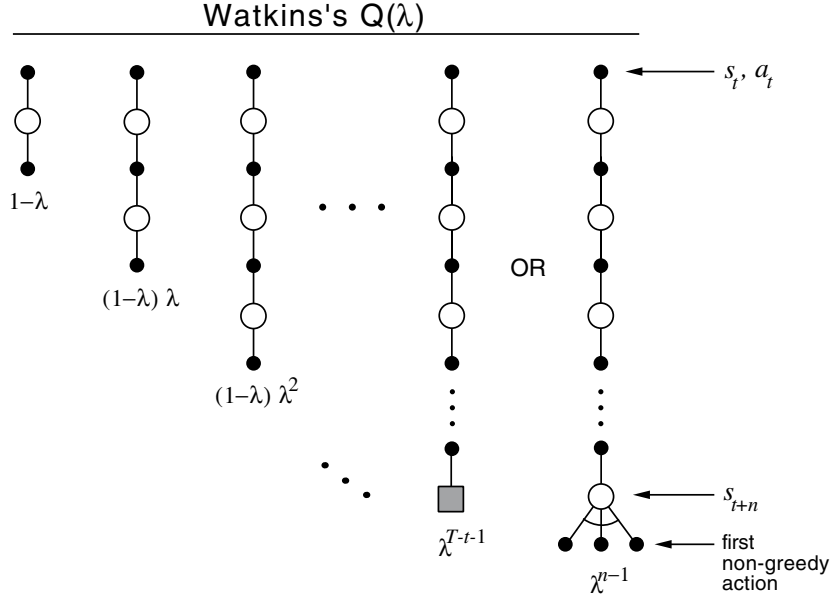 Watkins's Q(λ)
s_t, a_t
1–λ
(1–λ) λ
(1–λ) λ^2
OR
λ^{T-t-1}
s_{t+n}
first
non-greedy
action
λ^{n–1}